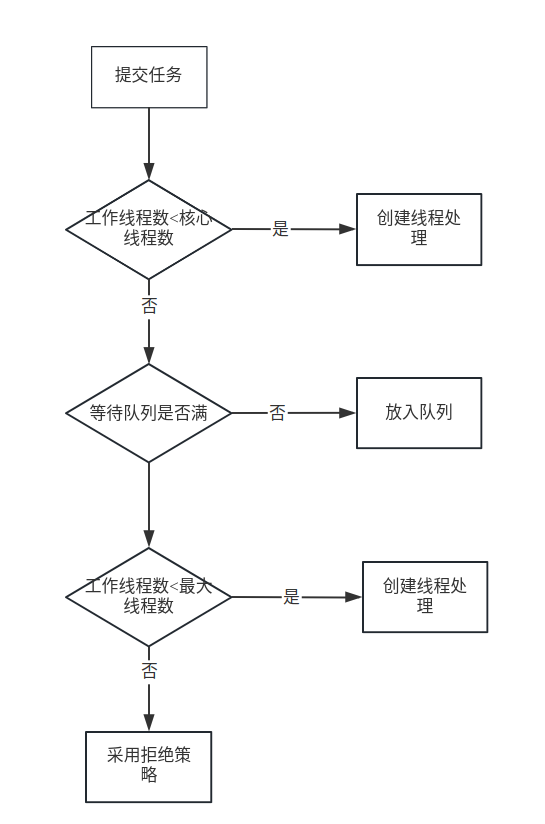 提交任务
工作线程数<核心
线程数
是
创建线程处
理
否
等待队列是否满
否
放入队列
工作线程数<最大
线程数
是
创建线程处
理
否
采用拒绝策
略